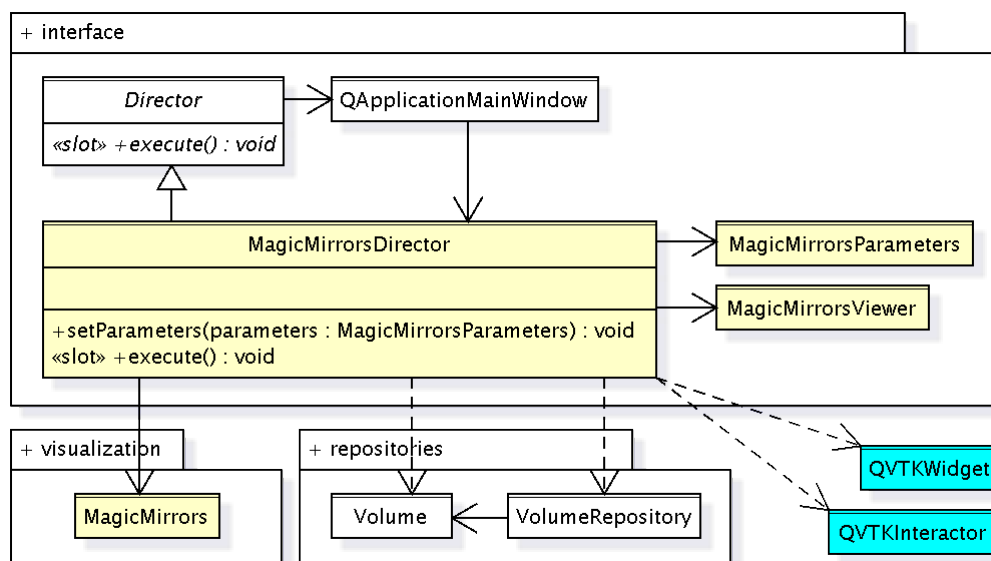 + interface
Director
«slot» +execute() : void
QApplicationMainWindow
MagicMirrorsDirector
+setParameters(parameters : MagicMirrorsParameters) : void
«slot» +execute() : void
MagicMirrorsParameters
MagicMirrorsViewer
+ visualization
MagicMirrors
+ repositories
Volume
VolumeRepository
QVTKWidget
QVTKInteractor